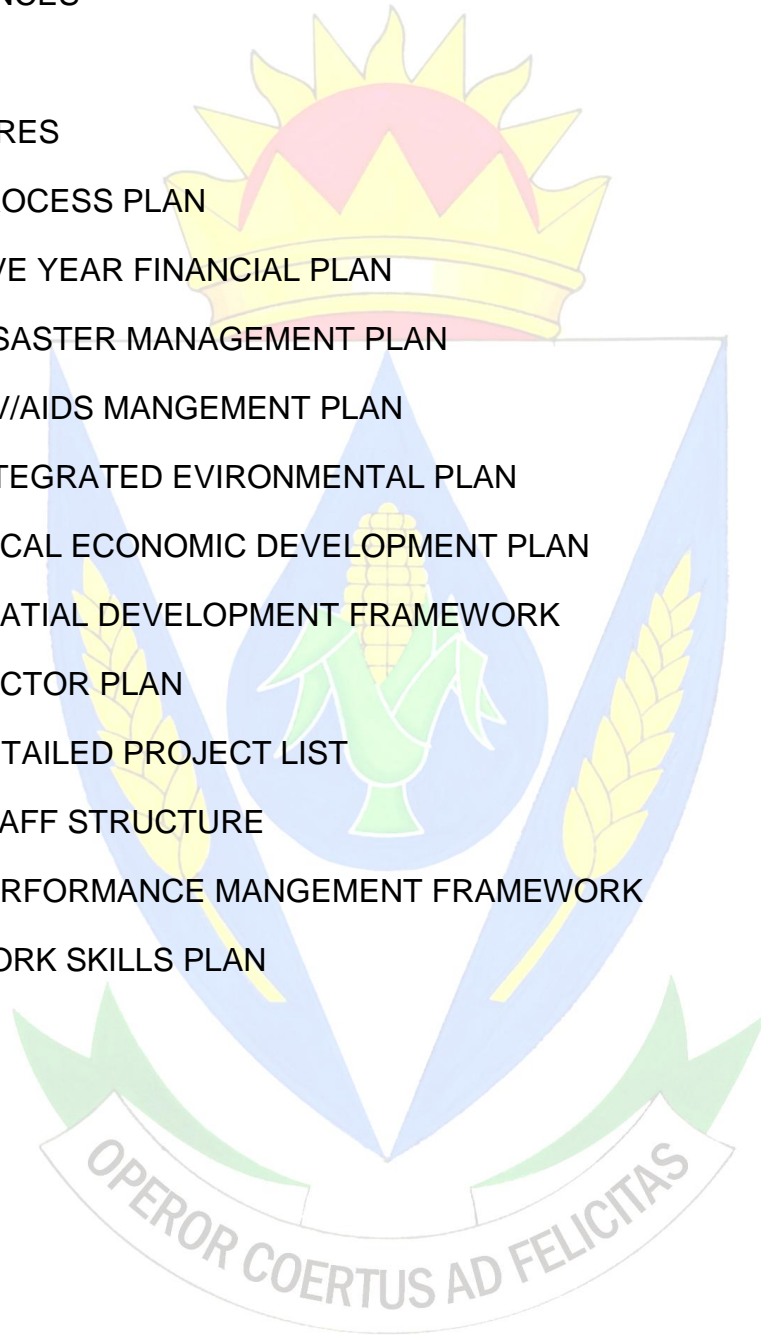 NCES
RES
OCESS PLAN
VE YEAR FINANCIAL PLAN
SASTER MANAGEMENT PLAN
V/AIDS MANGEMENT PLAN
TEGRATED EVIRONMENTAL PLAN
CAL ECONOMIC DEVELOPMENT PLAN
ATIAL DEVELOPMENT FRAMEWORK
CTOR PLAN
TAILED PROJECT LIST
AFF STRUCTURE
RFORMANCE MANGEMENT FRAMEWORK
ORK SKILLS PLAN
OPEROR COERTUS AD FELICITAS